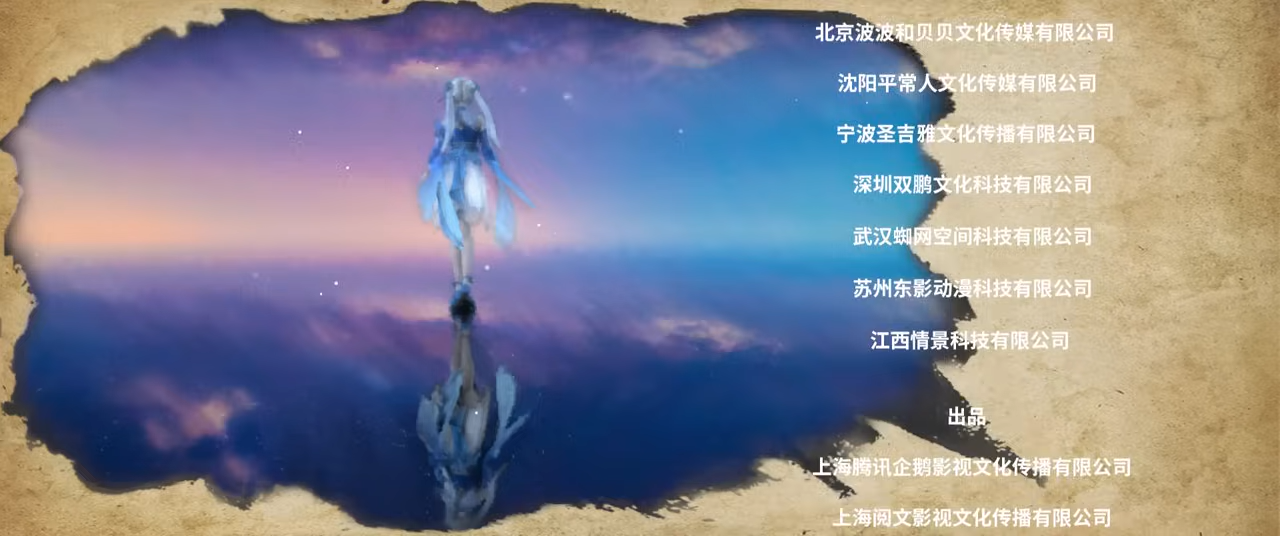 北京波波和贝贝文化传媒有限公司
沈阳平常人文化传媒有限公司
宁波圣吉雅文化传播有限公司
深圳双鹏文化科技有限公司
武汉蜘网空间科技有限公司
苏州东影动漫科技有限公司
江西情景科技有限公司
出品
上海腾讯企鹅影视文化传播有限公司
上海阅文影视文化传播有限公司